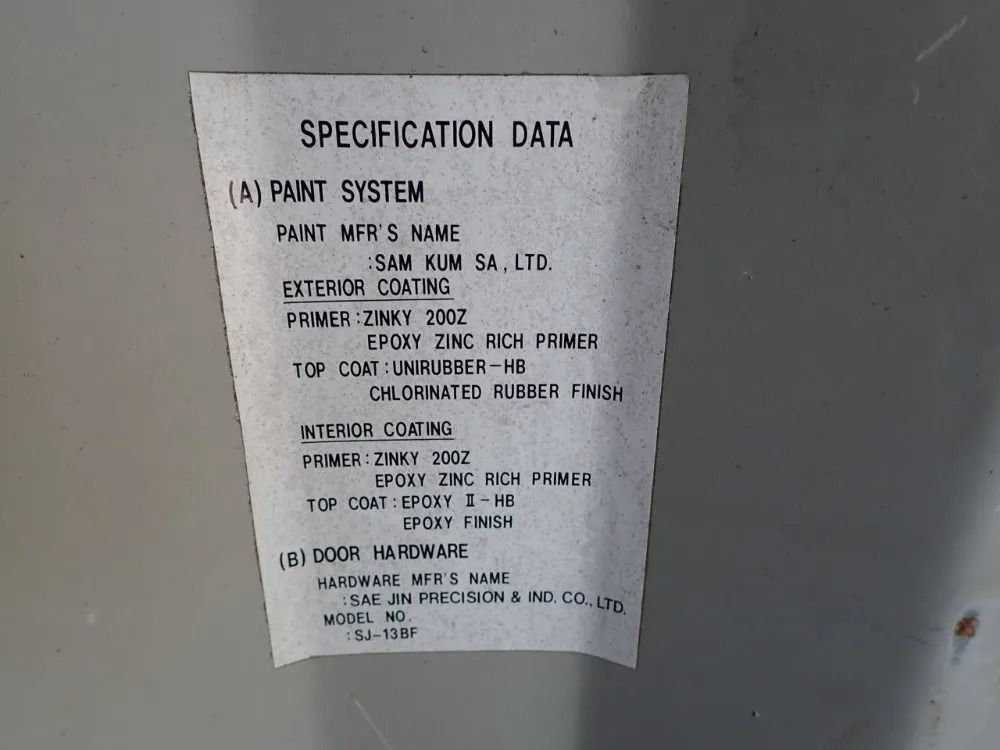 SPECIFICATION DATA
(A) PAINT SYSTEM
PAINT MFR'S NAME
:SAM KUM SA, LTD.
EXTERIOR COATING
PRIMER:ZINKY 200Z
EPOXY ZINC RICH PRIMER
TOP COAT:UNIRUBBER-HB
CHLORINATED RUBBER FINISH
INTERIOR COATING
PRIMER:ZINKY 200Z
EPOXY ZINC RICH PRIMER
TOP COAT:EPOXY Ⅱ-HB
EPOXY FINISH
(B) DOOR HARDWARE
HARDWARE MFR'S NAME
:SAE JIN PRECISION & IND. CO., LTD.
MODEL NO.
:SJ-13BF